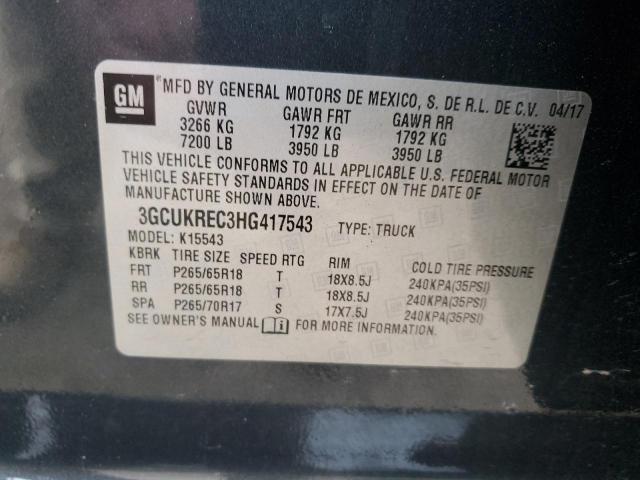 GM ® MFD BY GENERAL MOTORS DE MEXICO, S. DE R.L. DE C.V. 04/17
GVWR GAWR FRT GAWR RR
3266 KG 1792 KG 1792 KG
7200 LB 3950 LB 3950 LB
THIS VEHICLE CONFORMS TO ALL APPLICABLE U.S. FEDERAL MOTOR
VEHICLE SAFETY STANDARDS IN EFFECT ON THE DATE OF
MANUFACTURE SHOWN ABOVE.
3GCUKREC3HG417543 TYPE: TRUCK
MODEL: K15543
KBRK TIRE SIZE SPEED RTG RIM COLD TIRE PRESSURE
FRT P265/65R18 T 18X8.5J 240KPA(35PSI)
RR P265/65R18 T 18X8.5J 240KPA(35PSI)
SPA P265/70R17 S 17X7.5J 240KPA(35PSI)
SEE OWNER'S MANUAL i FOR MORE INFORMATION.